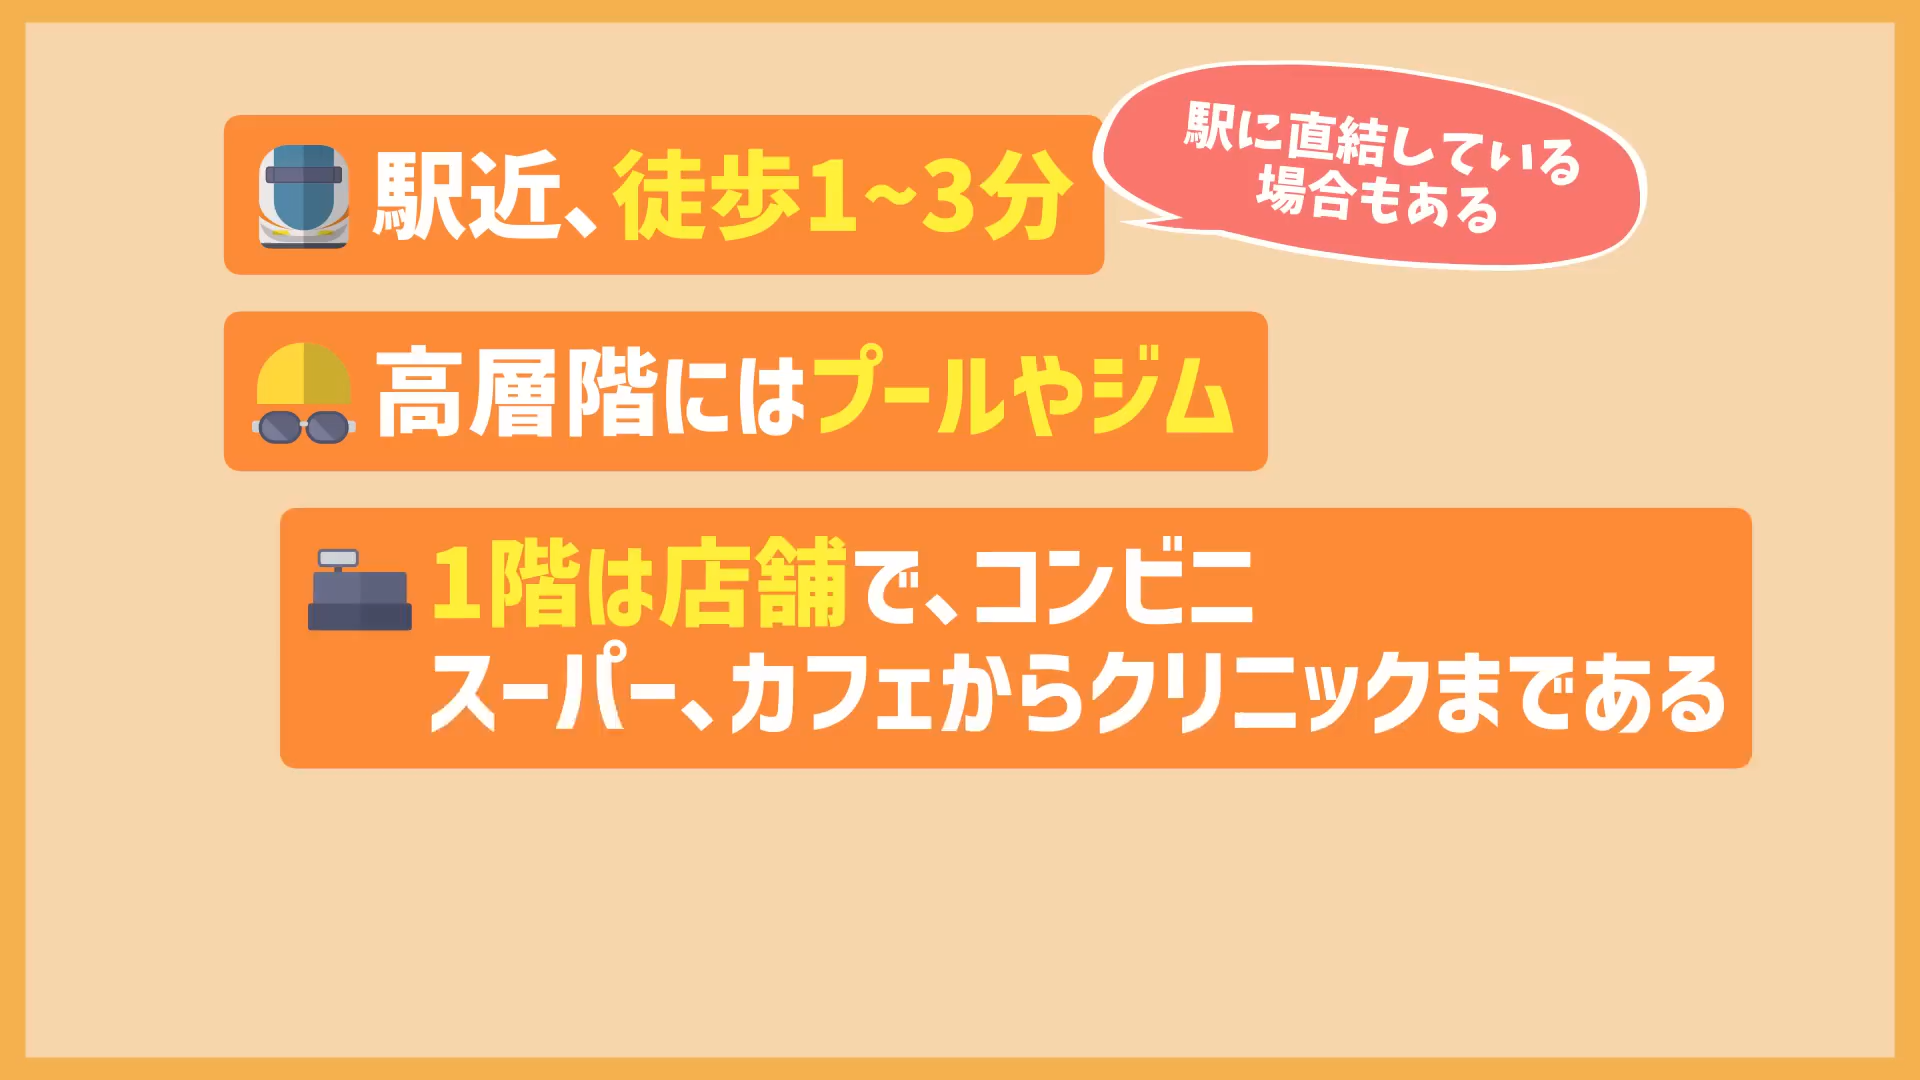 駅近、徒歩1~3分
駅に直結している
場合もある
高層階にはプールやジム
1階は店舗で、コンビニ
スーパー、カフェからクリニックまである